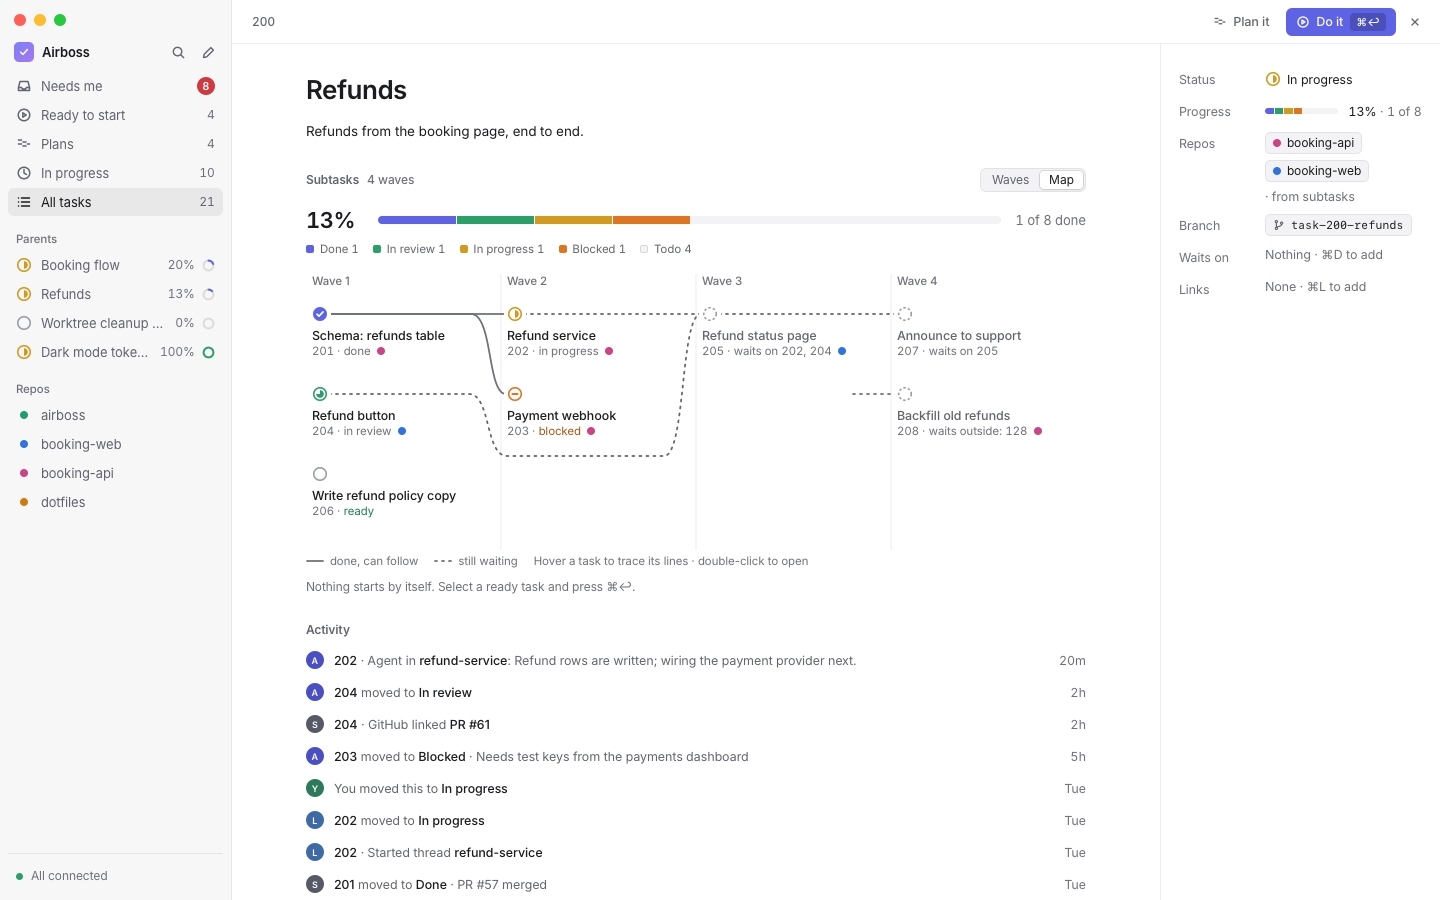 Airboss
Needs me 8
Ready to start 4
Plans 4
In progress 10
All tasks 21
Parents
Booking flow 20%
Refunds 13%
Worktree cleanup ... 0%
Dark mode toke... 100%
Repos
airboss
booking-web
booking-api
dotfiles
All connected
200
Plan it
Do it ⌘↩
Refunds
Refunds from the booking page, end to end.
Subtasks 4 waves
Waves Map
13% 1 of 8 done
Done 1 In review 1 In progress 1 Blocked 1 Todo 4
Wave 1 Wave 2 Wave 3 Wave 4
Schema: refunds table Refund service Refund status page Announce to support
201 · done 202 · in progress 205 · waits on 202, 204 207 · waits on 205
Refund button Payment webhook Backfill old refunds
204 · in review 203 · blocked 208 · waits outside: 128
Write refund policy copy
206 · ready
done, can follow still waiting Hover a task to trace its lines · double-click to open
Nothing starts by itself. Select a ready task and press ⌘↩.
Activity
A 202 · Agent in refund-service: Refund rows are written; wiring the payment provider next. 20m
A 204 moved to In review 2h
S 204 · GitHub linked PR #61 2h
A 203 moved to Blocked · Needs test keys from the payments dashboard 5h
Y You moved this to In progress Tue
L 202 moved to In progress Tue
L 202 · Started thread refund-service Tue
S 201 moved to Done · PR #57 merged Tue
Status In progress
Progress 13% · 1 of 8
Repos booking-api
booking-web
· from subtasks
Branch task-200-refunds
Waits on Nothing · ⌘D to add
Links None · ⌘L to add